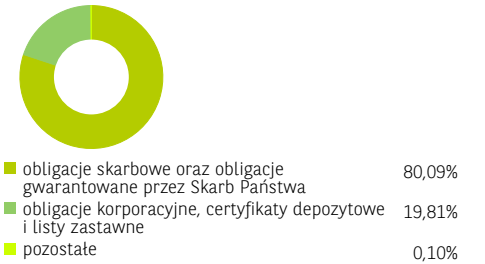 obligacje skarbowe oraz obligacje
gwarantowane przez Skarb Państwa 80,09%
obligacje korporacyjne, certyfikaty depozytowe 19,81%
i listy zastawne
pozostałe 0,10%